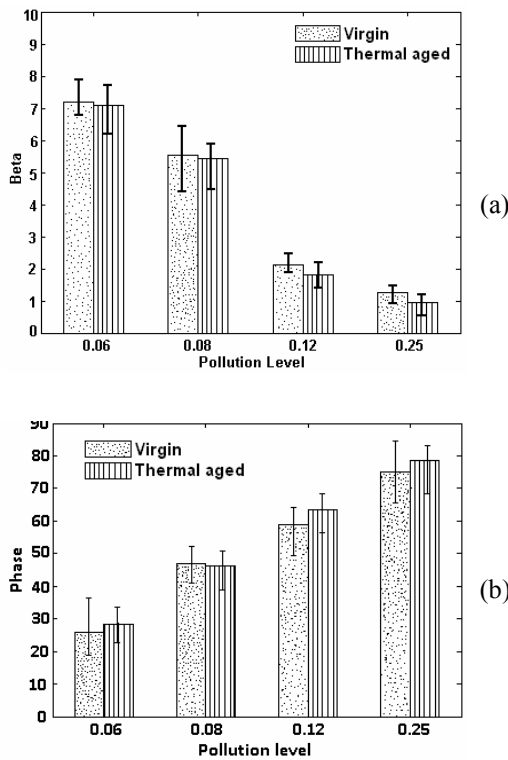 10
Virgin
9
Thermal aged
8
7
6
5
4
3
2
1
0
Beta
0.06 0.08 0.12 0.25
Pollution Level
(a)
90
Virgin
80
Thermal aged
70
60
50
40
30
20
10
0
Phase
0.06 0.08 0.12 0.25
Pollution level
(b)